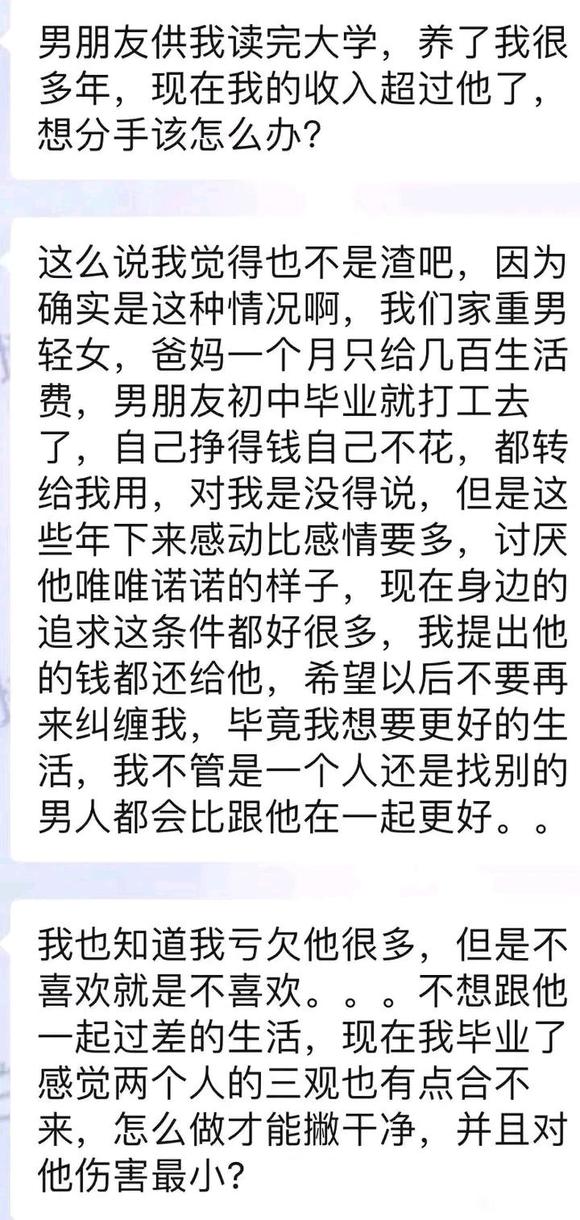 男朋友供我读完大学，养了我很
多年，现在我的收入超过他了，
想分手该怎么办？
这么说我觉得也不是渣吧，因为
确实是这种情况啊，我们家重男
轻女，爸妈一个月只给几百生活
费，男朋友初中毕业就打工去
了，自己挣得钱自己不花，都转
给我用，对我是没得说，但是这
些年下来感动比感情要多，讨厌
他唯唯诺诺的样子，现在身边的
追求这条件都好很多，我提出他
的钱都还给他，希望以后不要再
来纠缠我，毕竟我想要更好的生
活，我不管是一个人还是找别的
男人都会比跟他在一起更好。。
我也知道我亏欠他很多，但是不
喜欢就是不喜欢。。。不想跟他
一起过差的生活，现在我毕业了
感觉两个人的三观也有点合不
来，怎么做才能撇干净，并且对
他伤害最小？